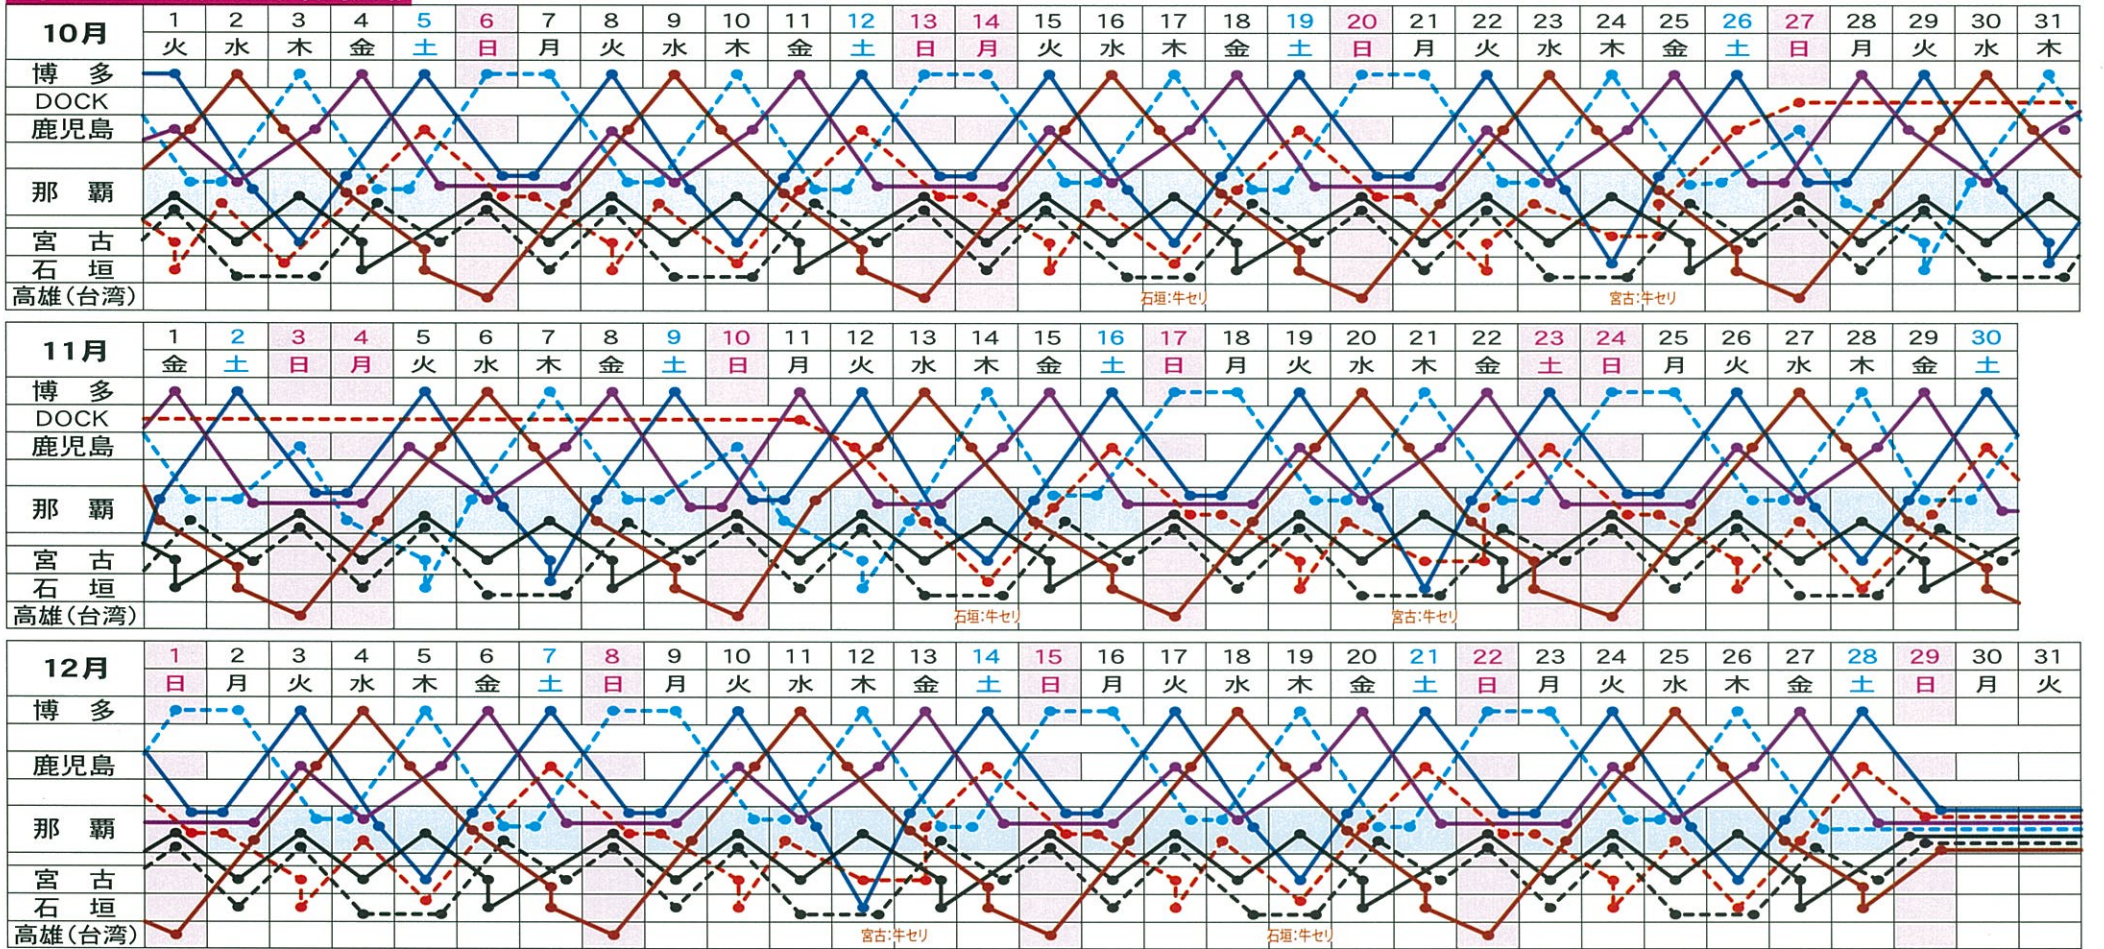 10月 1 2 3 4 5 6 7 8 9 10 11 12 13 14 15 16 17 18 19 20 21 22 23 24 25 26 27 28 29 30 31
火 水 木 金 土 日 月 火 水 木 金 土 日 月 火 水 木 金 土 日 月 火 水 木 金 土 日 月 火 水 木
博多
DOCK
鹿児島
那覇
宮古
石垣
高雄(台湾) 石垣:牛セリ 宮古:牛セリ
11月 1 2 3 4 5 6 7 8 9 10 11 12 13 14 15 16 17 18 19 20 21 22 23 24 25 26 27 28 29 30
金 土 日 月 火 水 木 金 土 日 月 火 水 木 金 土 日 月 火 水 木 金 土 日 月 火 水 木 金 土
博多
DOCK
鹿児島
那覇
宮古
石垣
高雄(台湾) 石垣:牛セリ 宮古:牛セリ
12月 1 2 3 4 5 6 7 8 9 10 11 12 13 14 15 16 17 18 19 20 21 22 23 24 25 26 27 28 29 30 31
日 月 火 水 木 金 土 日 月 火 水 木 金 土 日 月 火 水 木 金 土 日 月 火 水 木 金 土 日 月 火
博多
鹿児島
那覇
宮古
石垣
高雄(台湾) 宮古:牛セリ 石垣:牛セリ